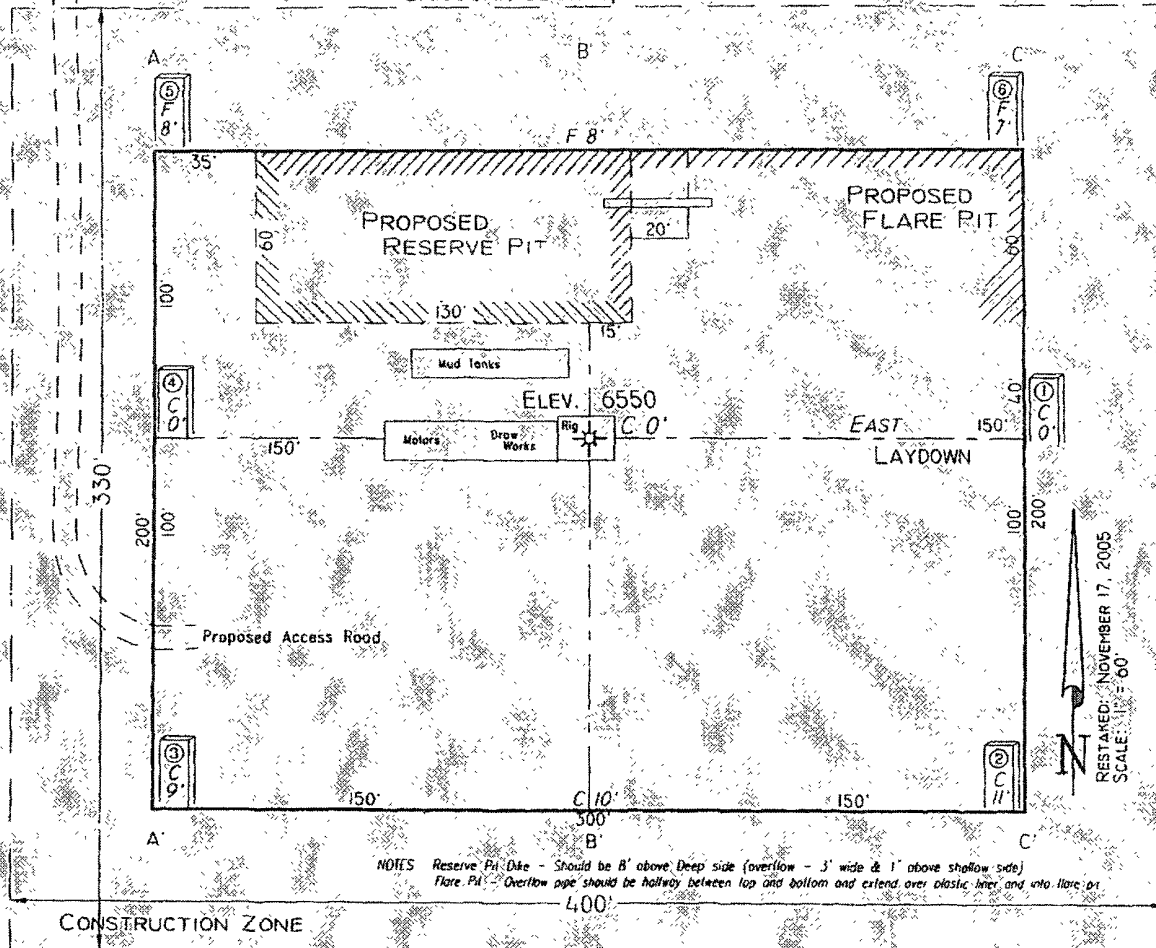 A
B'
C
⑤
F
8'
⑥
F
7'
F 8'
35'
PROPOSED
RESERVE PIT
PROPOSED
FLARE PIT
60'
20'
60'
100'
130'
15'
Mud Tanks
④
C
0'
ELEV. 6550
C 0'
40'
①
C
0'
Motors
Draw
Works
Rig
150'
EAST
150'
LAYDOWN
330'
200'
100'
100'
200'
Proposed Access Road
③
C
9'
②
C
11'
150'
C 10'
150'
300'
A'
B'
C'
N
RESTAKED: NOVEMBER 17, 2005
SCALE: 1" = 60'
NOTES Reserve Pit Dike - Should be 8' above Deep side (overflow - 3' wide & 1' above shallow side)
Flare Pit - Overflow pipe should be halfway between top and bottom and extend over plastic liner and into flare pit
400'
CONSTRUCTION ZONE